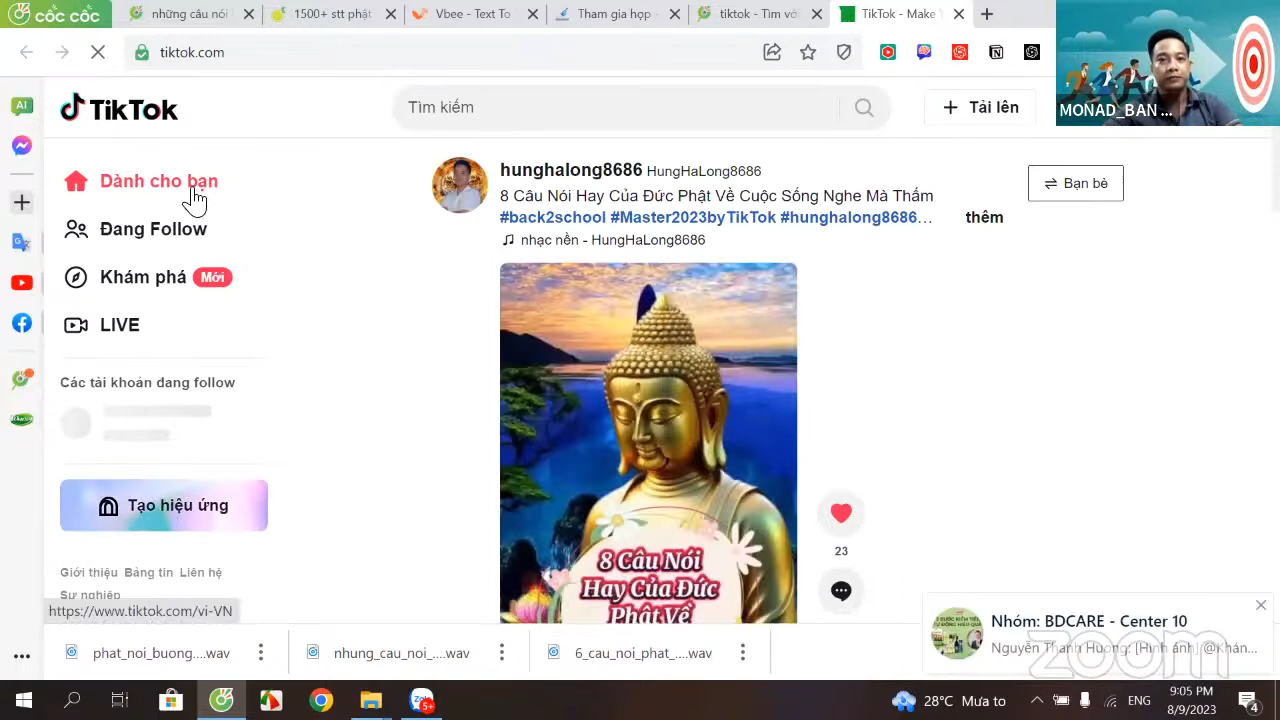 cốc cốc
những câu nói
1500+ stt phật
Vbee
Tham gia họp -
TikTok - Make Y
tiktok.com
MONAD_BAN ...
TikTok
Tìm kiếm
Tải lên
AI
Dành cho bạn
Đang Follow
Khám phá Mới
LIVE
Các tài khoản đang follow
Tạo hiệu ứng
Giới thiệu Bảng tin Liên hệ
Sự nghiệp
https://www.tiktok.com/vi-VN
hunghalong8686 HungHaLong8686
8 Câu Nói Hay Của Đức Phật Về Cuộc Sống Nghe Mà Thấm
#back2school #Master2023byTikTok #hunghalong8686... thêm
nhạc nền - HungHaLong8686
Bạn bè
8 Câu Nói
Hay Của Đức
Phật Về
23
Nhóm: BDCARE - Center 10
Nguyễn Thanh Hương: [Hình ảnh] @Khán...
zoom
phat_noi_buong....wav
nhung_cau_noi_....wav
6_cau_noi_phat_....wav
5+
28°C Mưa to
ENG
9:05 PM
8/9/2023
4